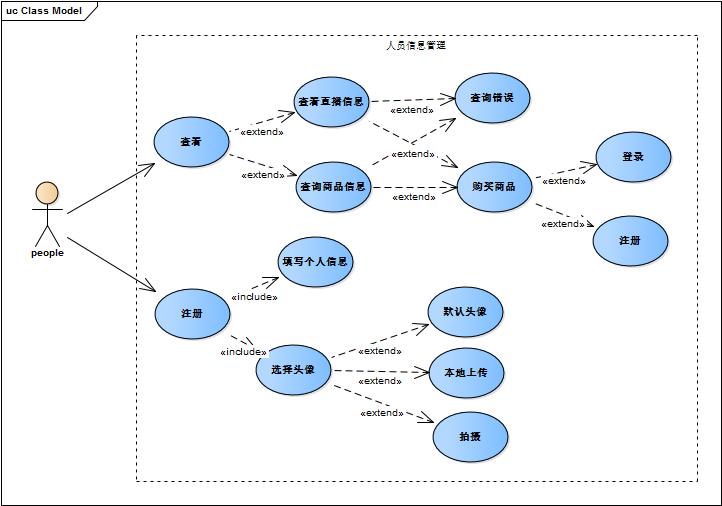 uc Class Model
人员信息管理
查看直播信息
查询错误
«extend»
查看
«extend»
«extend»
登录
«extend»
查询商品信息
购买商品
«extend»
«extend»
people
«extend»
注册
填写个人信息
«include»
注册
默认头像
«include»
«extend»
选择头像
本地上传
«extend»
«extend»
拍摄